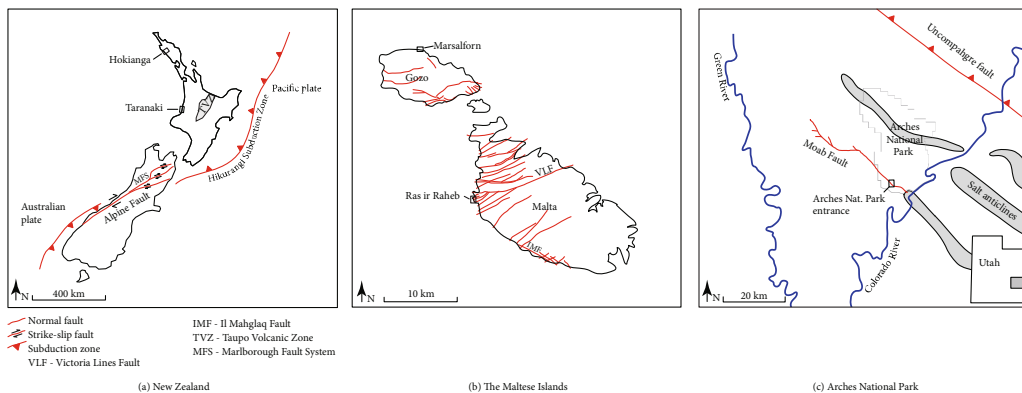 Hokianga
Taranaki
TVZ
Pacific plate
Hikurangi Subduction Zone
MFS
Alpine Fault
Australian
plate
N
400 km
Marsalforn
Gozo
VLF
Ras ir Raheb
Malta
IMF
N
10 km
Green River
Uncompahgre fault
Arches
National
Park
Moab Fault
Arches Nat. Park
entrance
Salt anticlines
Colorado River
Utah
N
20 km
Normal fault
Strike-slip fault
Subduction zone
VLF - Victoria Lines Fault
IMF - Il Mahglaq Fault
TVZ - Taupo Volcanic Zone
MFS - Marlborough Fault System
(a) New Zealand
(b) The Maltese Islands
(c) Arches National Park